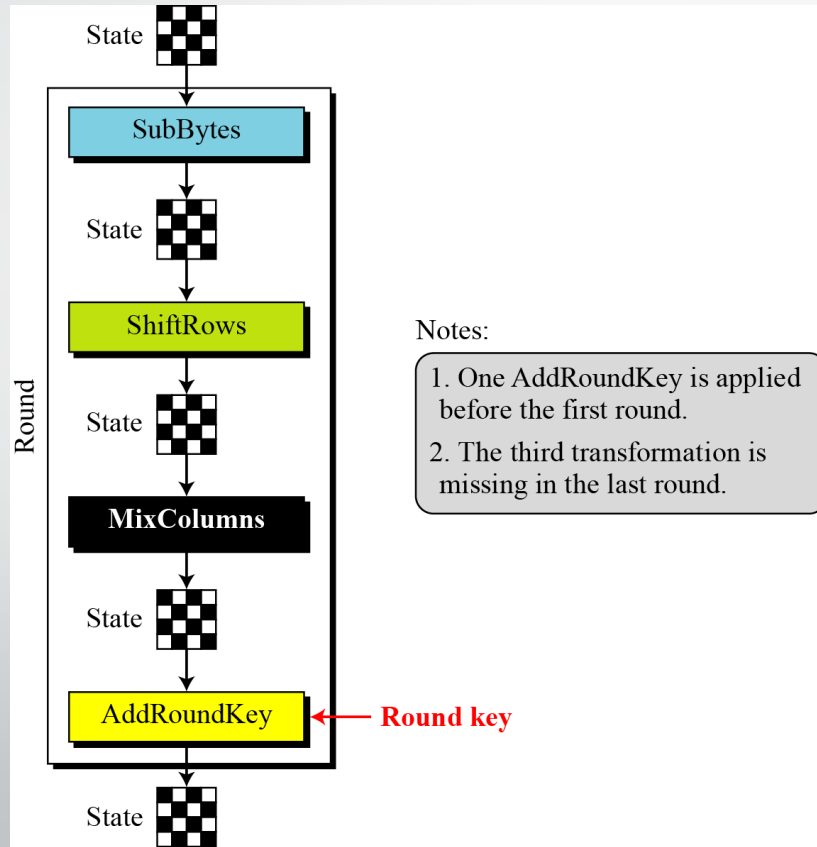 State
SubBytes
State
ShiftRows
State
Round
MixColumns
State
AddRoundKey
Round key
State
Notes:
1. One AddRoundKey is applied
before the first round.
2. The third transformation is
missing in the last round.